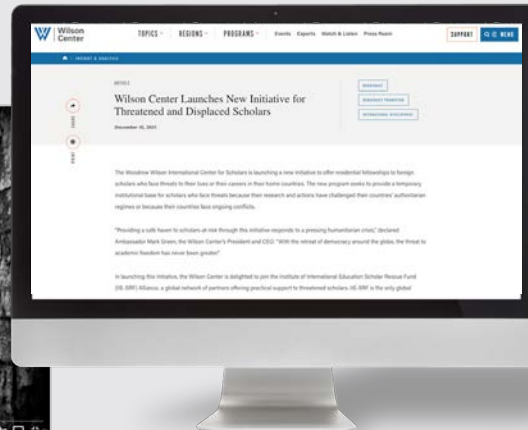 Wilson
Center
TOPICS REGIONS PROGRAMS Events Experts Watch & Listen Press Room SUPPORT MENU
INSIGHT & ANALYSIS
ARTICLE
Wilson Center Launches New Initiative for
Threatened and Displaced Scholars
SHARE
PRINT
DEMOCRACY
DEMOCRACY PROMOTION
INTERNATIONAL DEVELOPMENT
The Woodrow Wilson International Center for Scholars is launching a new initiative to offer residential fellowships to foreign
scholars who face threats to their lives or their careers in their home countries. The new program seeks to provide a temporary
institutional base for scholars who face threats because their research and actions have challenged their countries' authoritarian
regimes or because their countries face ongoing conflicts.
"Providing a safe haven to scholars at risk through this initiative responds to a pressing humanitarian crisis," declared
Ambassador Mark Green, the Wilson Center's President and CEO. "With the retreat of democracy around the globe, the threat to
academic freedom has never been greater."
In launching this initiative, the Wilson Center is delighted to join the Institute of International Education Scholar Rescue Fund
(IIE-SRF) Alliance, a global network of partners offering practical support to threatened scholars. IIE-SRF is the only global